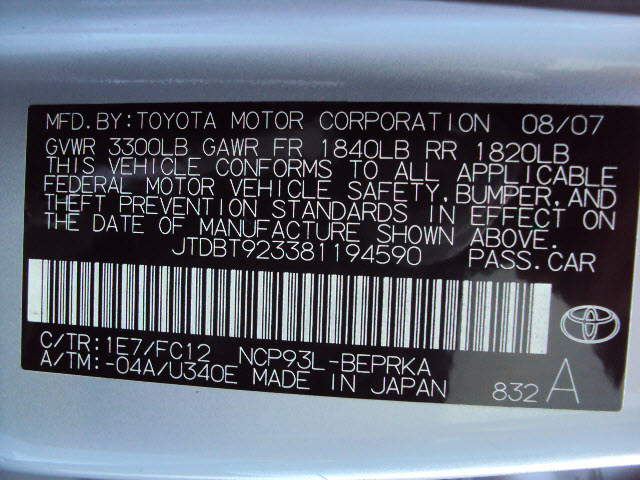 MFD.BY:TOYOTA MOTOR CORPORATION 08/07
GVWR 3300LB GAWR FR 1840LB RR 1820LB
THIS VEHICLE CONFORMS TO ALL APPLICABLE
FEDERAL MOTOR VEHICLE SAFETY,BUMPER,AND
THEFT PREVENTION STANDARDS IN EFFECT ON
THE DATE OF MANUFACTURE SHOWN ABOVE.
JTDBT923381194590 PASS.CAR
C/TR:1E7/FC12 NCP93L-BEPRKA
A/TM:-04A/U340E MADE IN JAPAN 832 A